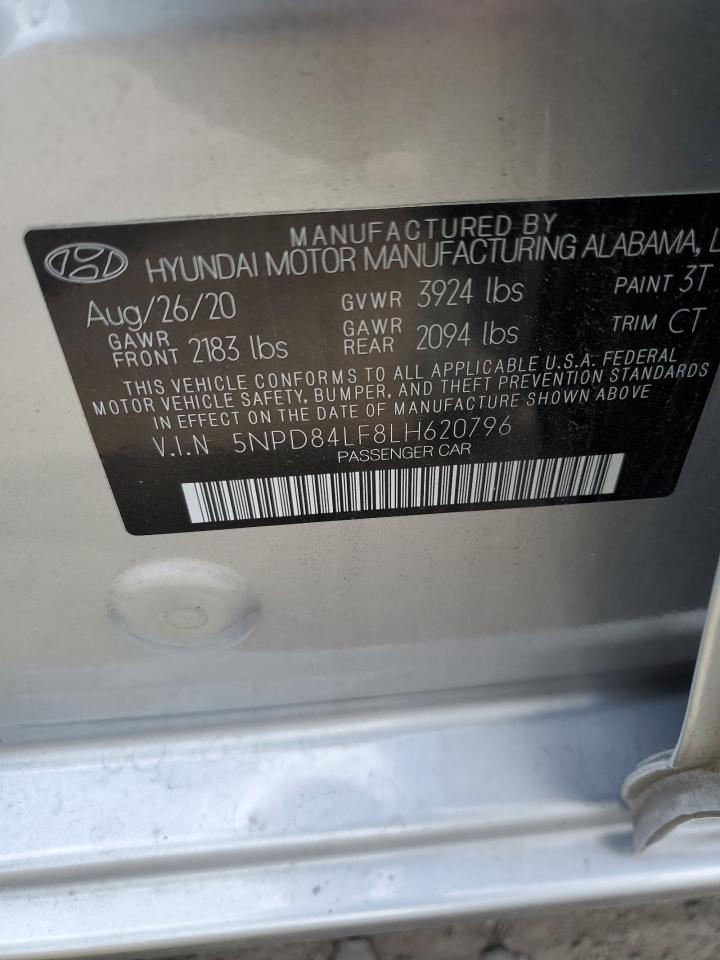 MANUFACTURED BY
HYUNDAI MOTOR MANUFACTURING ALABAMA, L
Aug/26/20 GVWR 3924 lbs PAINT 3T
GAWR FRONT 2183 lbs GAWR REAR 2094 lbs TRIM CT
THIS VEHICLE CONFORMS TO ALL APPLICABLE U.S.A. FEDERAL
MOTOR VEHICLE SAFETY, BUMPER, AND THEFT PREVENTION STANDARDS
IN EFFECT ON THE DATE OF MANUFACTURE SHOWN ABOVE
V.I.N 5NPD84LF8LH620796
PASSENGER CAR